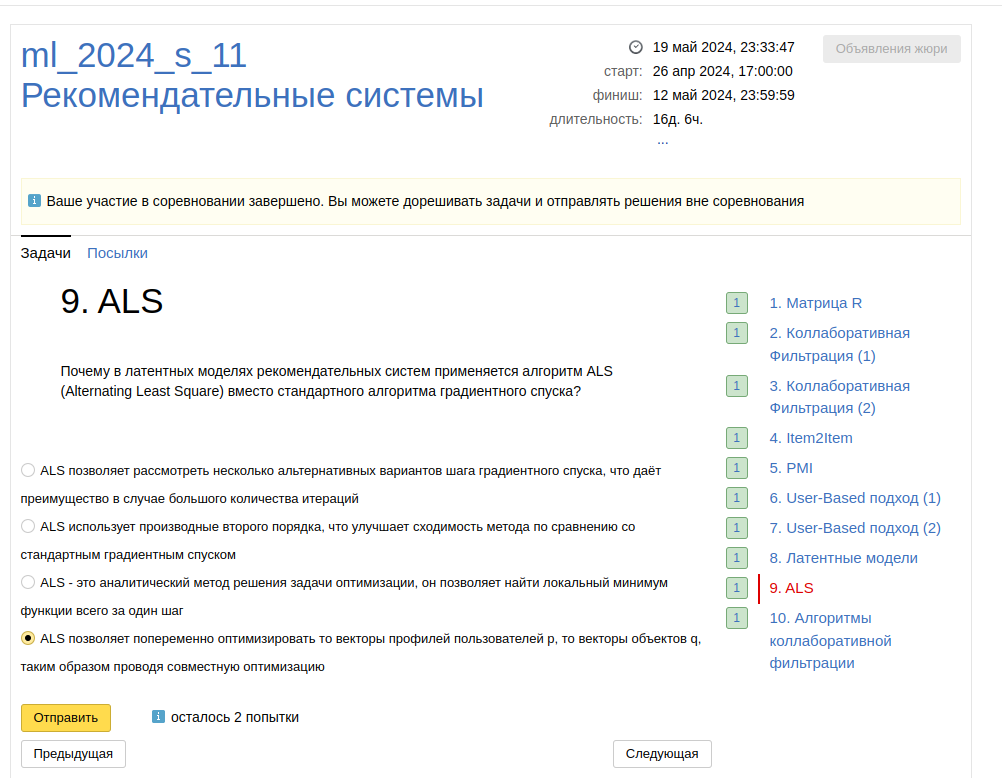 ml_2024_s_11
Рекомендательные системы
19 май 2024, 23:33:47
старт: 26 апр 2024, 17:00:00
финиш: 12 май 2024, 23:59:59
длительность: 16д. 6ч.
...
Объявления жюри
Ваше участие в соревновании завершено. Вы можете дорешивать задачи и отправлять решения вне соревнования
Задачи Посылки
9. ALS
Почему в латентных моделях рекомендательных систем применяется алгоритм ALS
(Alternating Least Square) вместо стандартного алгоритма градиентного спуска?
ALS позволяет рассмотреть несколько альтернативных вариантов шага градиентного спуска, что даёт
преимущество в случае большого количества итераций
ALS использует производные второго порядка, что улучшает сходимость метода по сравнению со
стандартным градиентным спуском
ALS - это аналитический метод решения задачи оптимизации, он позволяет найти локальный минимум
функции всего за один шаг
ALS позволяет попеременно оптимизировать то векторы профилей пользователей p, то векторы объектов q,
таким образом проводя совместную оптимизацию
Отправить
осталось 2 попытки
Предыдущая
Следующая
1 1. Матрица R
1 2. Коллаборативная
Фильтрация (1)
1 3. Коллаборативная
Фильтрация (2)
1 4. Item2Item
1 5. PMI
1 6. User-Based подход (1)
1 7. User-Based подход (2)
1 8. Латентные модели
1 9. ALS
1 10. Алгоритмы
коллаборативной
фильтрации